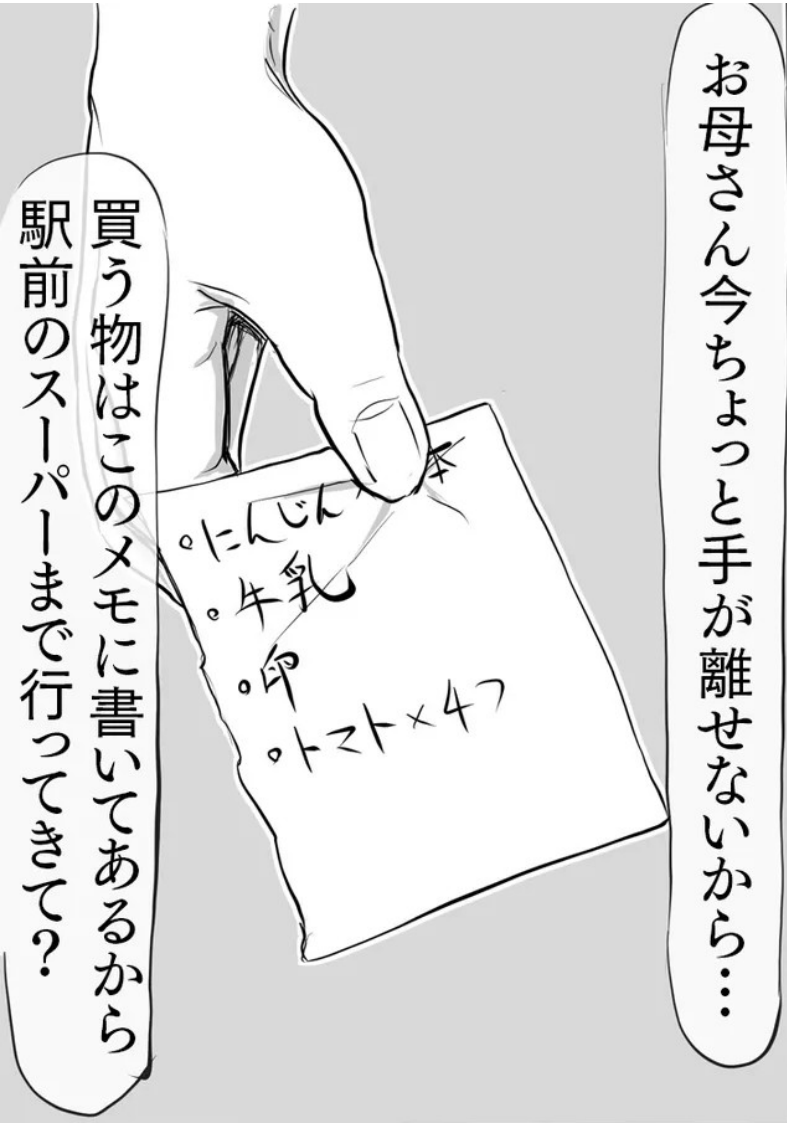 お母さん今ちょっと手が離せないから…
買う物はこのメモに書いてあるから
駅前のスーパーまで行ってきて?
・にんじん 本
・牛乳
・卵
・トマト×4つ